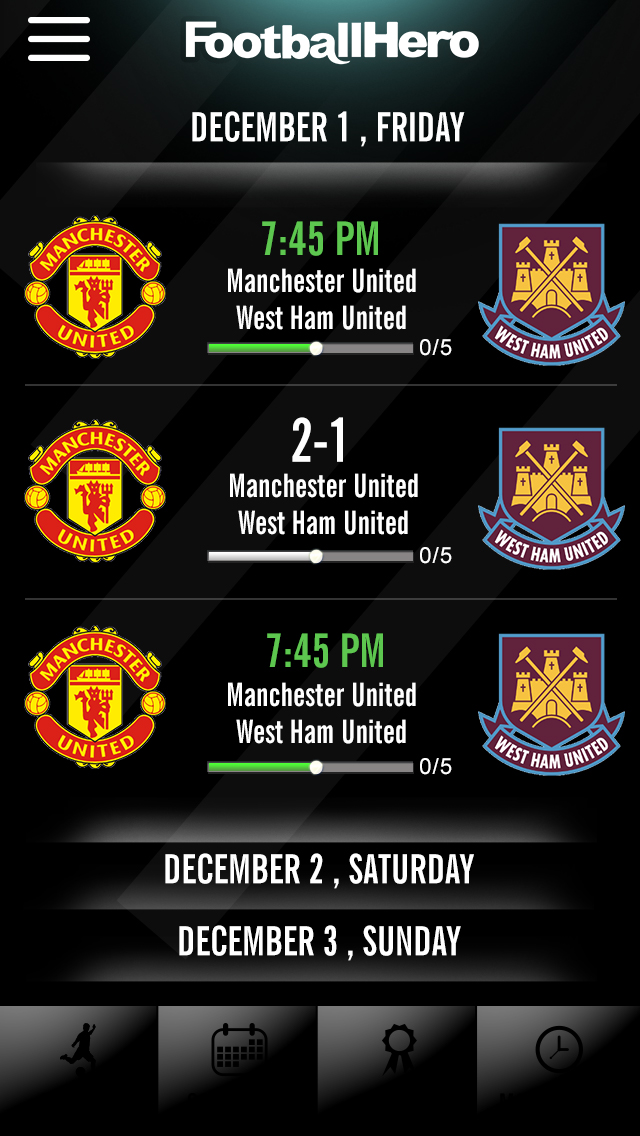 FootballHero
DECEMBER 1 , FRIDAY
MANCHESTER
UNITED
7:45 PM
Manchester United
West Ham United
0/5
WEST HAM UNITED
MANCHESTER
UNITED
2-1
Manchester United
West Ham United
0/5
WEST HAM UNITED
MANCHESTER
UNITED
7:45 PM
Manchester United
West Ham United
0/5
WEST HAM UNITED
DECEMBER 2 , SATURDAY
DECEMBER 3 , SUNDAY